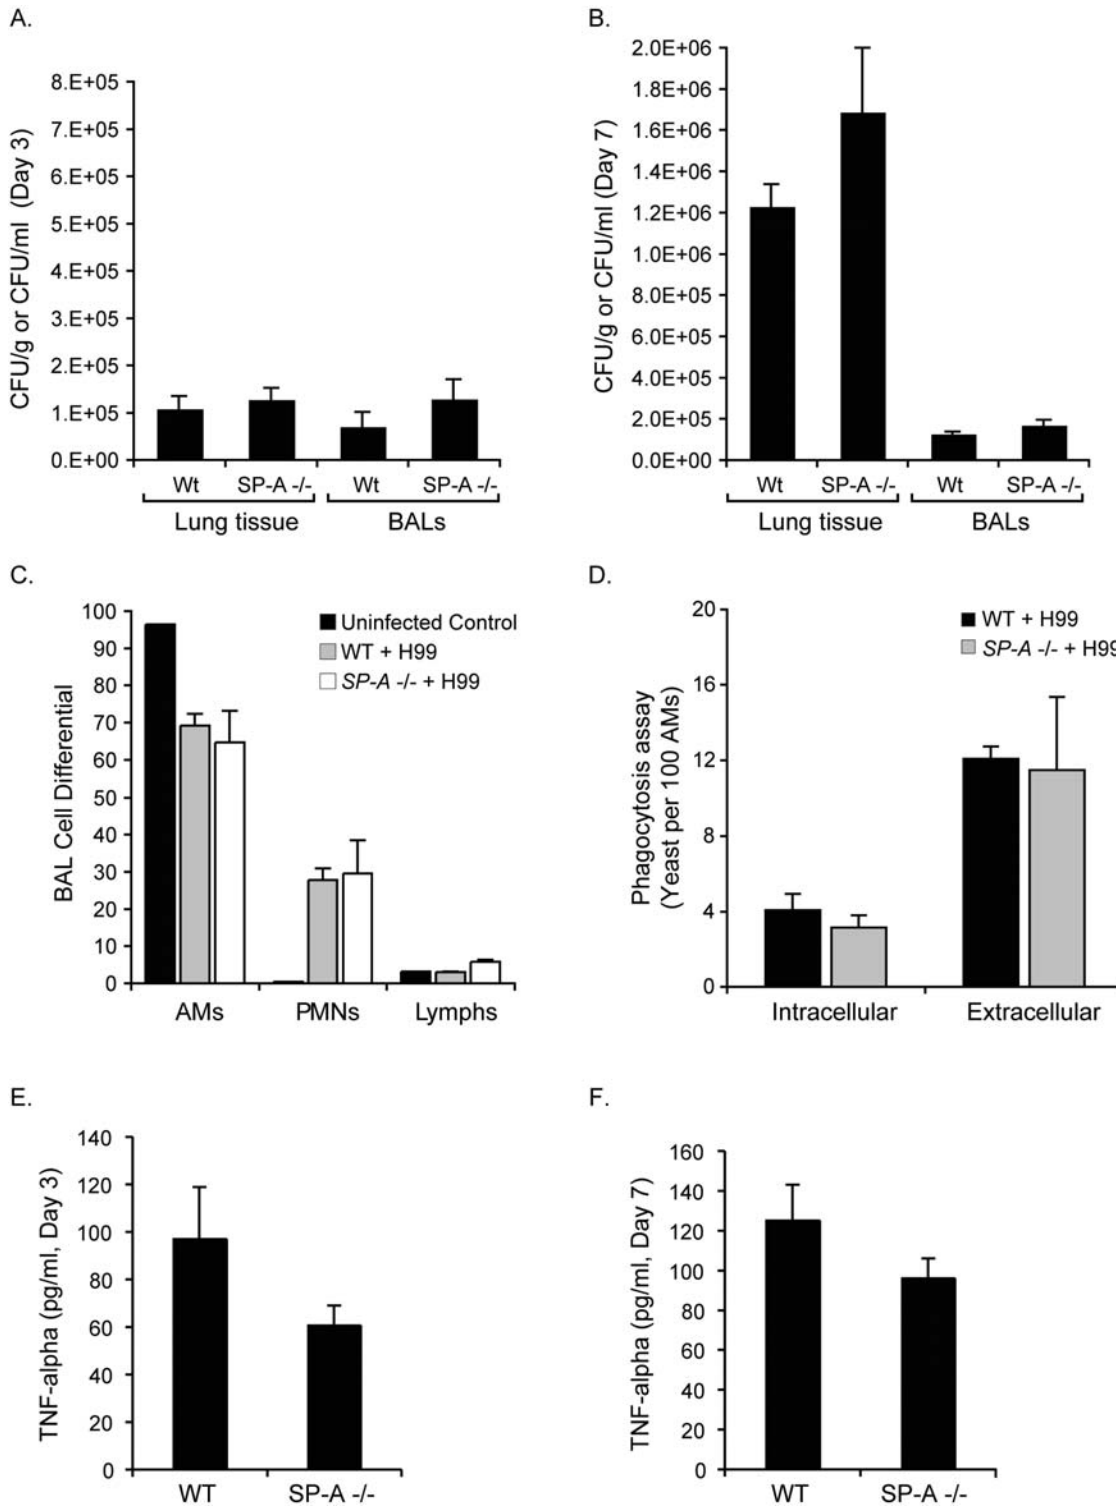 A.
CFU/g or CFU/ml (Day 3)
8.E+05
7.E+05
6.E+05
5.E+05
4.E+05
3.E+05
2.E+05
1.E+05
0.E+00
Wt SP-A -/- Wt SP-A -/-
Lung tissue BALs
B.
CFU/g or CFU/ml (Day 7)
2.0E+06
1.8E+06
1.6E+06
1.4E+06
1.2E+06
1.0E+06
8.0E+05
6.0E+05
4.0E+05
2.0E+05
0.0E+00
Wt SP-A -/- Wt SP-A -/-
Lung tissue BALs
C.
BAL Cell Differential
100
90
80
70
60
50
40
30
20
10
0
Uninfected Control
WT + H99
SP-A -/- + H99
AMs PMNs Lymphs
D.
Phagocytosis assay
(Yeast per 100 AMs)
20
16
12
8
4
0
WT + H99
SP-A -/- + H99
Intracellular Extracellular
E.
TNF-alpha (pg/ml, Day 3)
140
120
100
80
60
40
20
0
WT SP-A -/-
F.
TNF-alpha (pg/ml, Day 7)
160
140
120
100
80
60
40
20
0
WT SP-A -/-